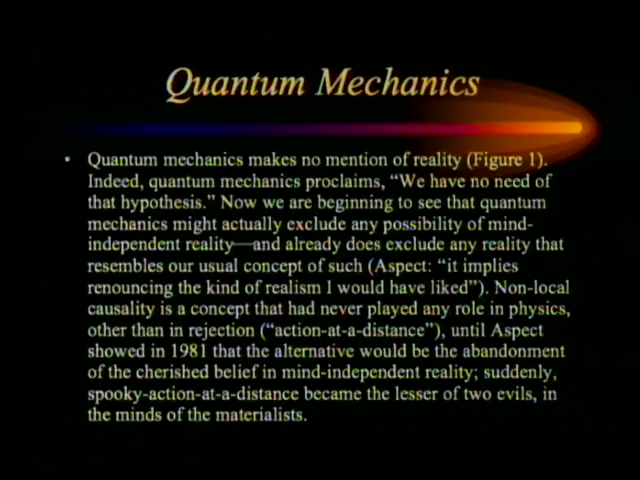 Quantum Mechanics
• Quantum mechanics makes no mention of reality (Figure 1).
Indeed, quantum mechanics proclaims, “We have no need of
that hypothesis.” Now we are beginning to see that quantum
mechanics might actually exclude any possibility of mind-
independent reality—and already does exclude any reality that
resembles our usual concept of such (Aspect: “it implies
renouncing the kind of realism I would have liked”). Non-local
causality is a concept that had never played any role in physics,
other than in rejection (“action-at-a-distance”), until Aspect
showed in 1981 that the alternative would be the abandonment
of the cherished belief in mind-independent reality; suddenly,
spooky-action-at-a-distance became the lesser of two evils, in
the minds of the materialists.